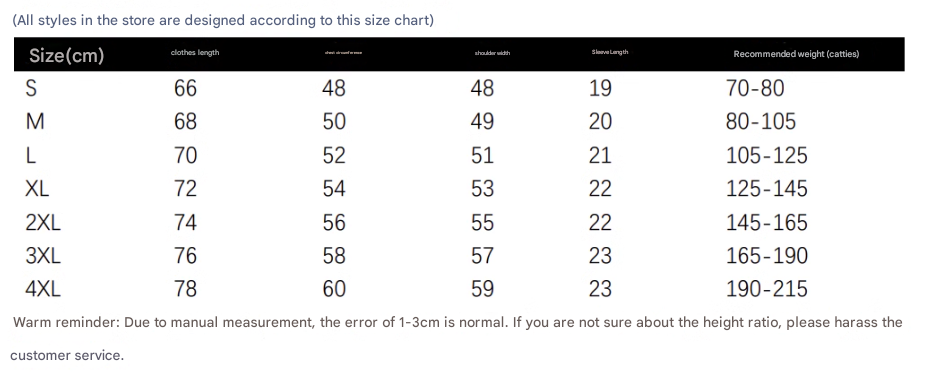 (All styles in the store are designed according to this size chart)
Size(cm) clothes length chest circumference shoulder width Sleeve Length Recommended weight (catties)
S 66 48 48 19 70-80
M 68 50 49 20 80-105
L 70 52 51 21 105-125
XL 72 54 53 22 125-145
2XL 74 56 55 22 145-165
3XL 76 58 57 23 165-190
4XL 78 60 59 23 190-215
Warm reminder: Due to manual measurement, the error of 1-3cm is normal. If you are not sure about the height ratio, please harass the
customer service.